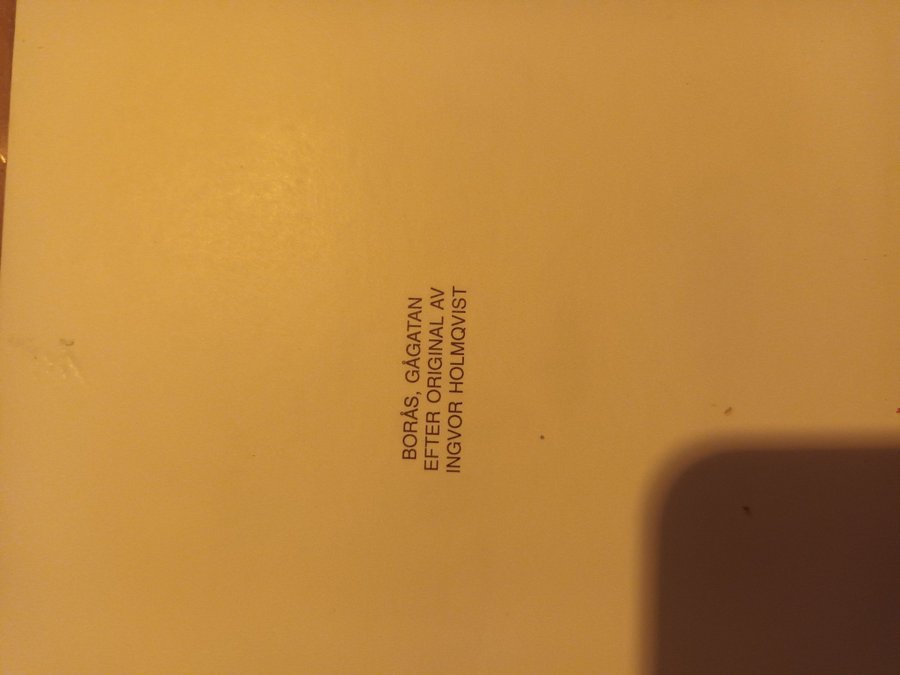 BORÅS, GÅGATAN
EFTER ORIGINAL AV
INGVOR HOLMQVIST